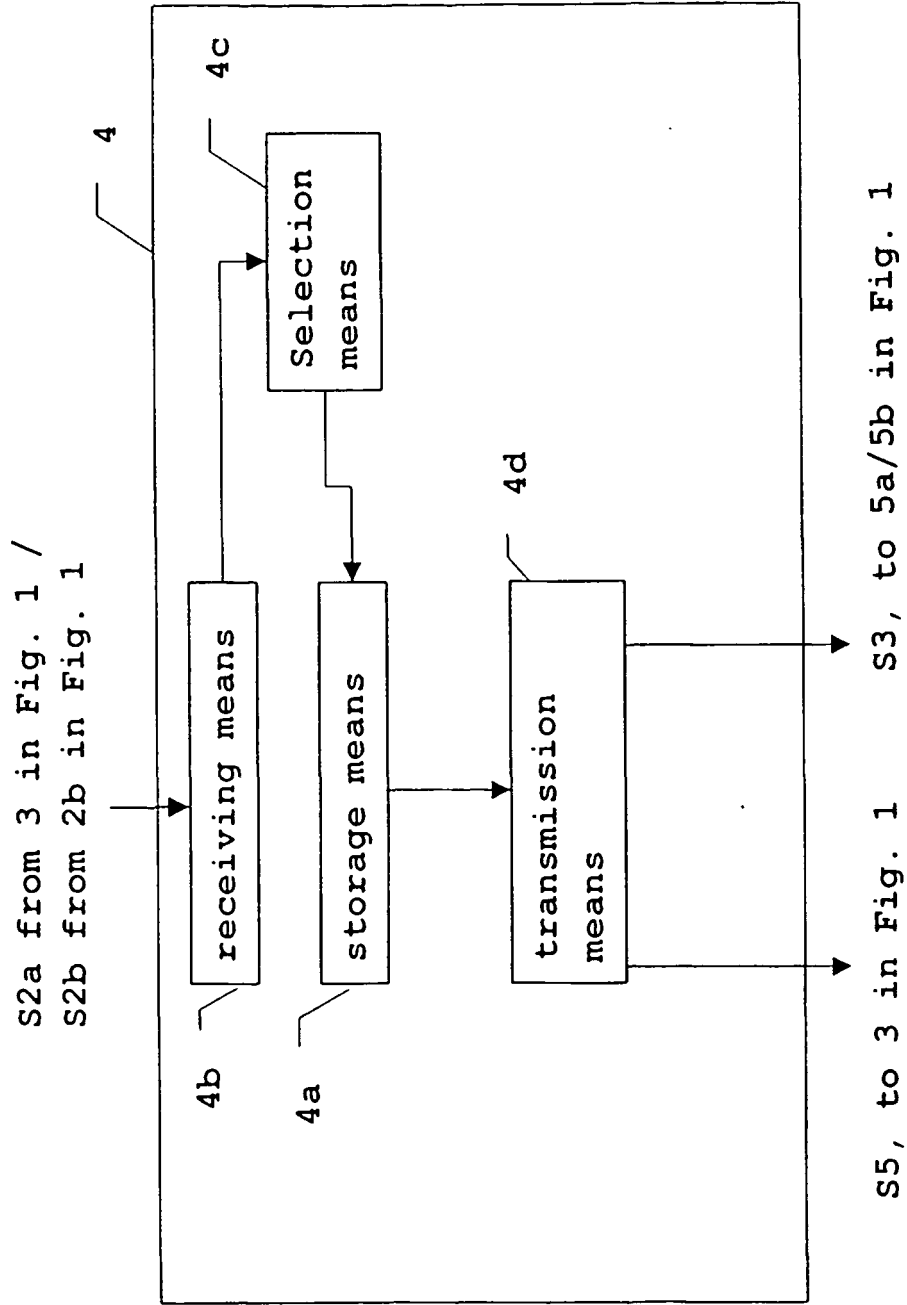 S2a from 3 in Fig. 1 /
S2b from 2b in Fig. 1
4
4b
receiving means
4c
Selection
means
4a
storage means
4d
transmission
means
S5, to 3 in Fig. 1
S3, to 5a/5b in Fig. 1